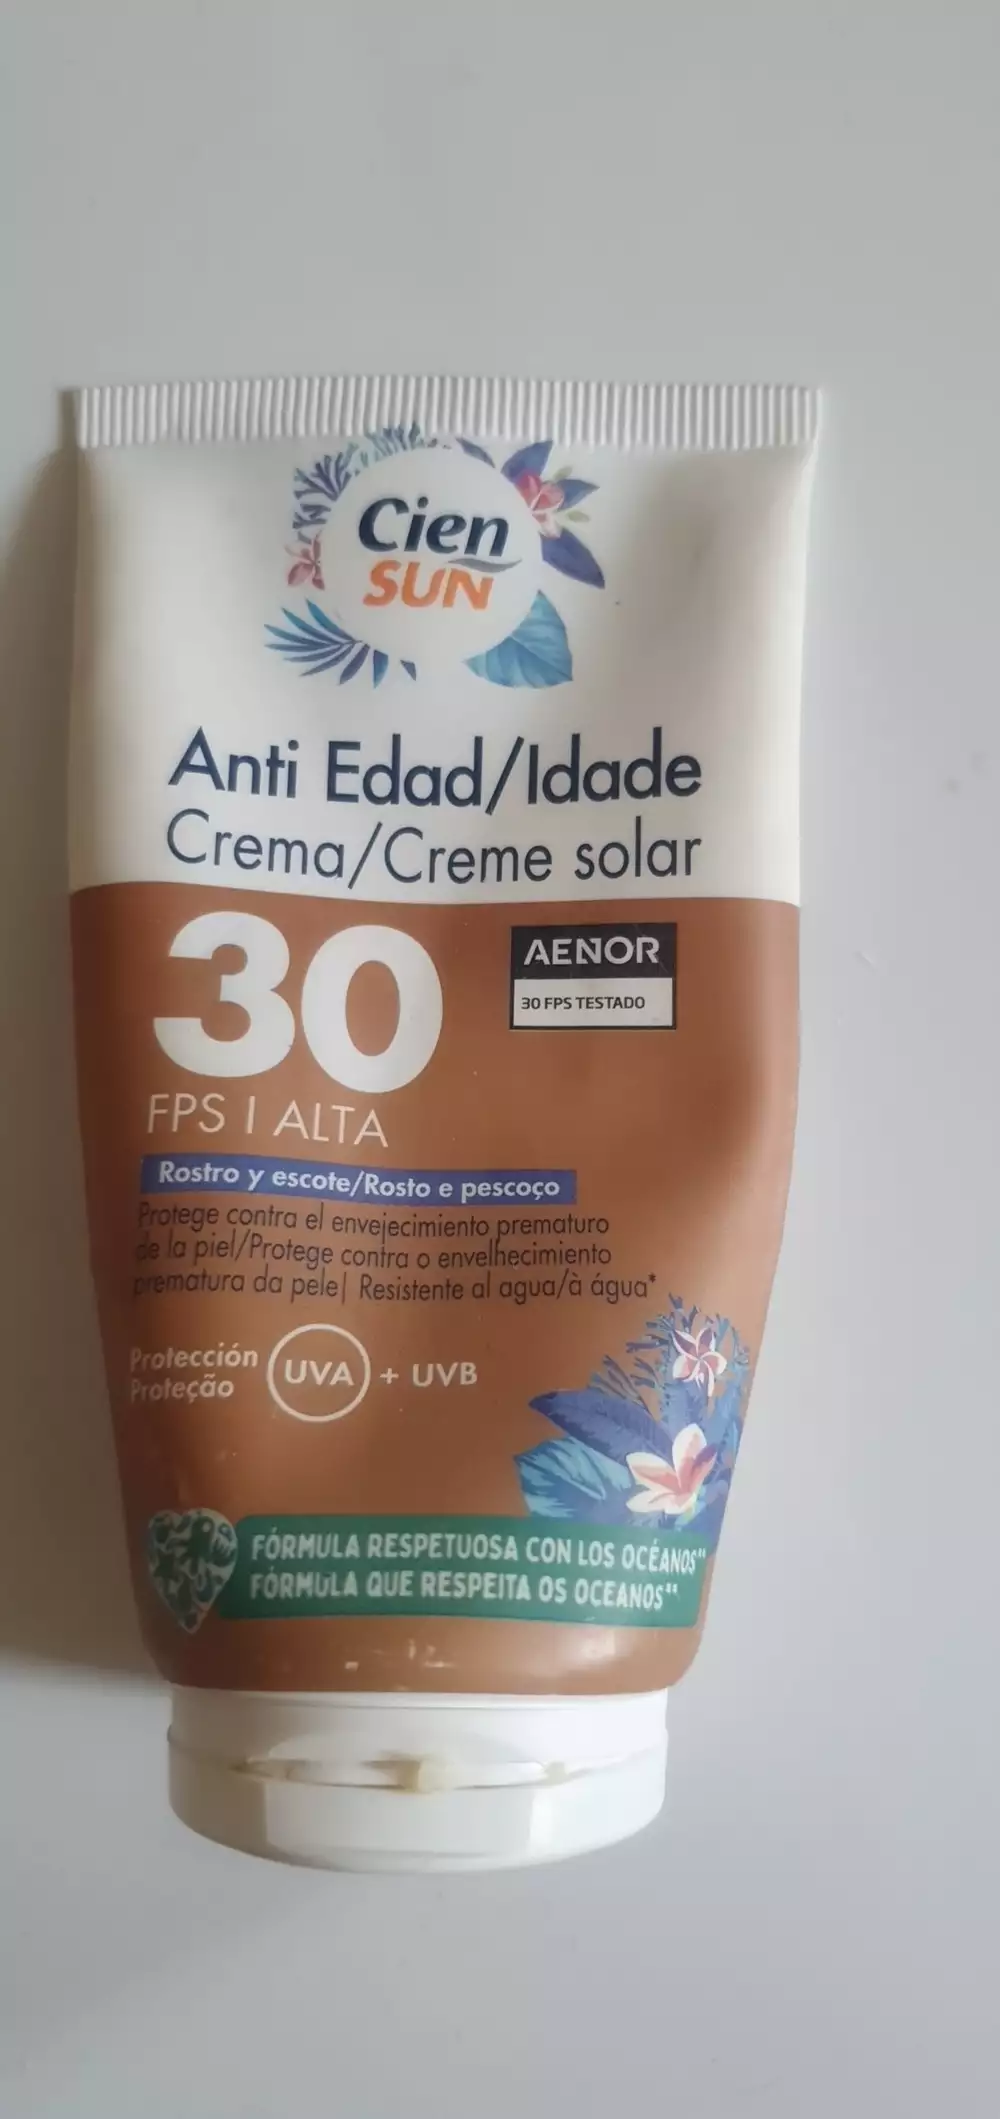 Cien
SUN
Anti Edad/Idade
Crema/Creme solar
30
AENOR
30 FPS TESTADO
FPS | ALTA
Rostro y escote/Rosto e pescoço
Protege contra el envejecimiento prematuro
de la piel/Protege contra o envelhecimiento
prematura da pele| Resistente al agua/à água*
Protección
Proteção
UVA + UVB
FÓRMULA RESPETUOSA CON LOS OCÉANOS**
FÓRMULA QUE RESPEITA OS OCEANOS**